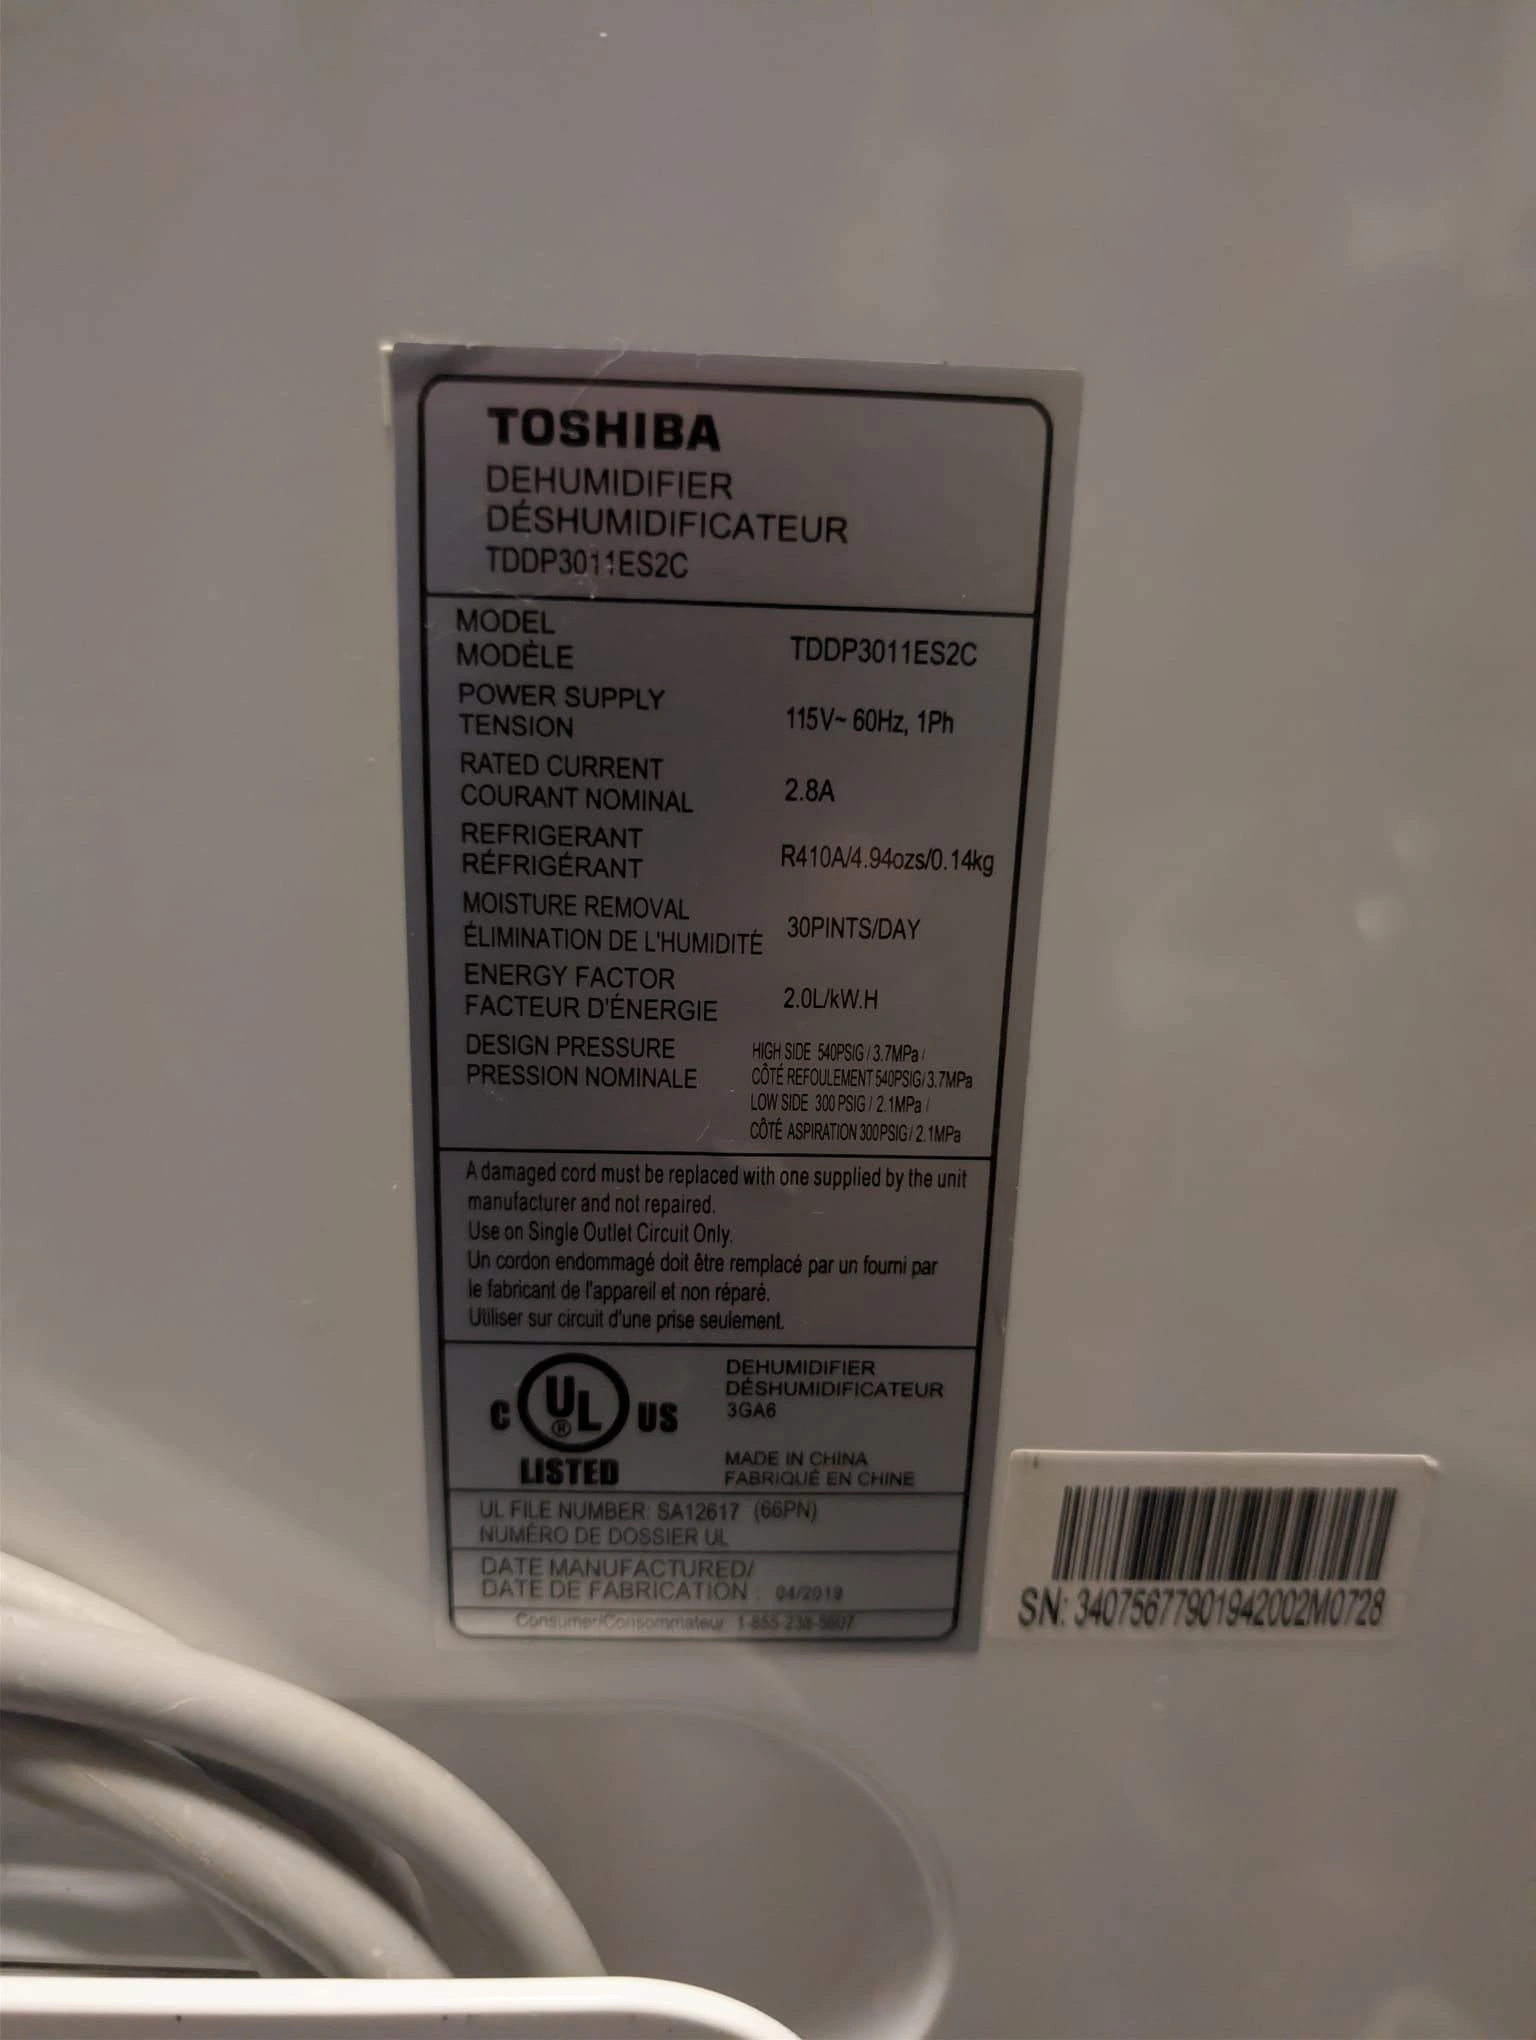 TOSHIBA
DEHUMIDIFIER
DÉSHUMIDIFICATEUR
TDDP3011ES2C
MODEL
MODÈLE
TDDP3011ES2C
POWER SUPPLY
TENSION
115V~ 60Hz, 1Ph
RATED CURRENT
COURANT NOMINAL
2.8A
REFRIGERANT
RÉFRIGÉRANT
R410A/4.94ozs/0.14kg
MOISTURE REMOVAL
ÉLIMINATION DE L'HUMIDITÉ
30PINTS/DAY
ENERGY FACTOR
FACTEUR D'ÉNERGIE
2.0L/kW.H
DESIGN PRESSURE
PRESSION NOMINALE
HIGH SIDE 540PSIG / 3.7MPa /
CÔTÉ REFOULEMENT 540PSIG/ 3.7MPa
LOW SIDE 300 PSIG / 2.1MPa /
CÔTÉ ASPIRATION 300PSIG/ 2.1MPa
A damaged cord must be replaced with one supplied by the unit
manufacturer and not repaired.
Use on Single Outlet Circuit Only.
Un cordon endommagé doit être remplacé par un fourni par
le fabricant de l'appareil et non réparé.
Utiliser sur circuit d'une prise seulement.
C UL® US
LISTED
DEHUMIDIFIER
DÉSHUMIDIFICATEUR
3GA6
MADE IN CHINA
FABRIQUÉ EN CHINE
UL FILE NUMBER: SA12617 (66PN)
NUMÉRO DE DOSSIER UL
DATE MANUFACTURED/
DATE DE FABRICATION : 04/2019
Consumer/Consommateur: 1-855-238-5607
SN: 34075677901942002M0728